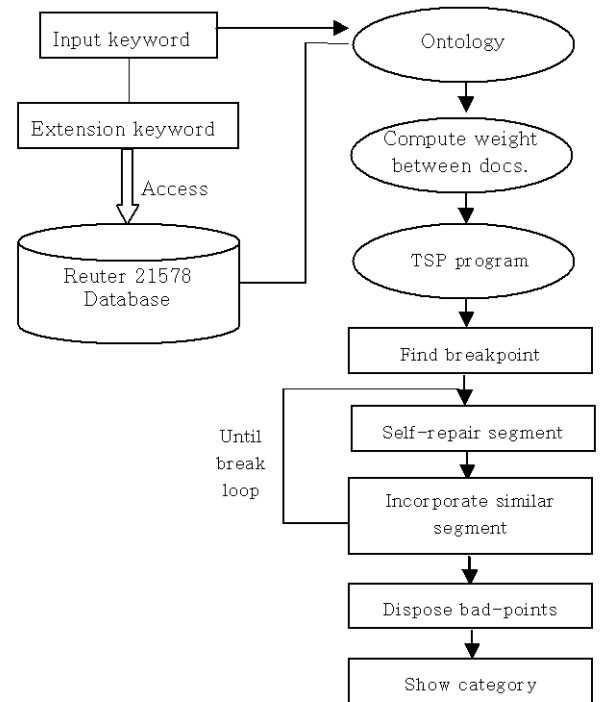 Input keyword
Extension keyword
Access
Reuter 21578
Database
Ontology
Compute weight
between docs.
TSP program
Find breakpoint
Until
break
loop
Self-repair segment
Incorporate similar
segment
Dispose bad-points
Show category